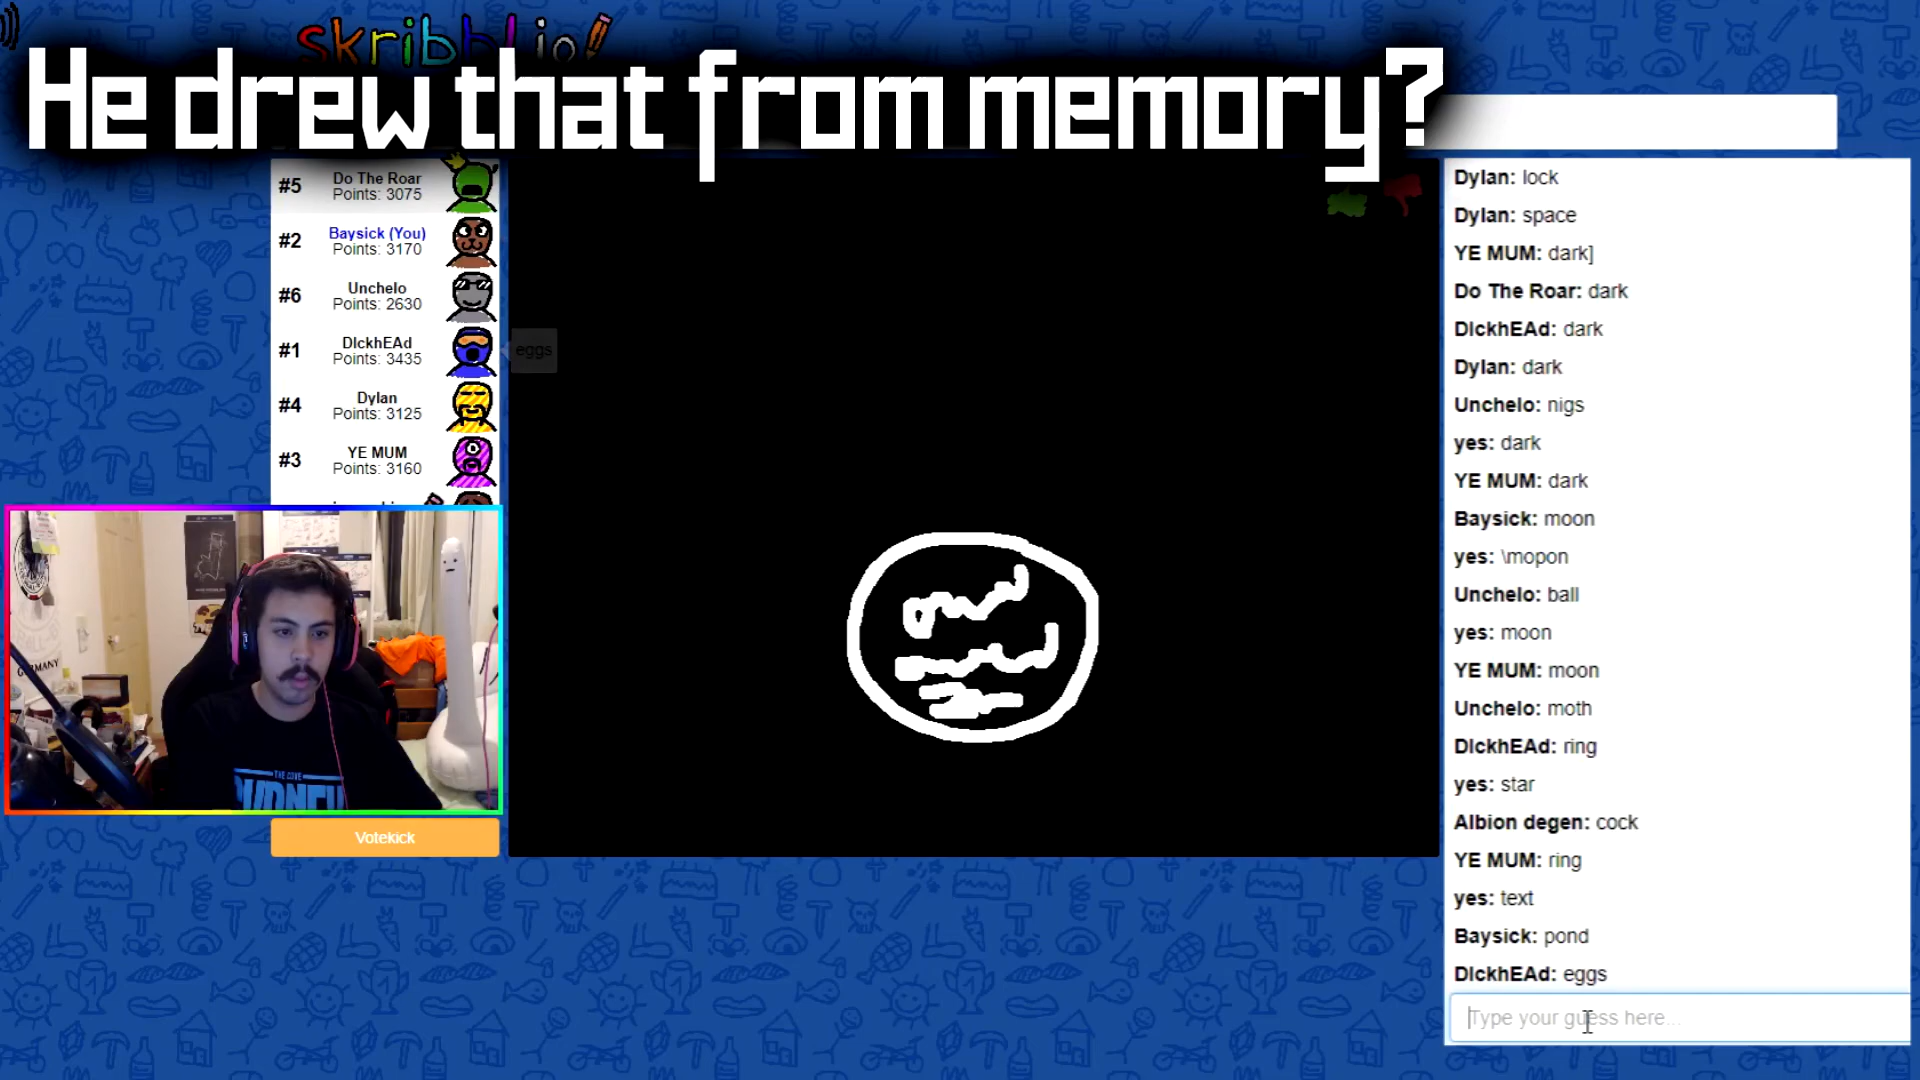 skribbl.io
He drew that from memory?
#5 Do The Roar
Points: 3075
#2 Baysick (You)
Points: 3170
#6 Unchelo
Points: 2630
#1 DIckhEAd
Points: 3435
eggs
#4 Dylan
Points: 3125
#3 YE MUM
Points: 3160
GERMANY
THE COVE
Votekick
Dylan: lock
Dylan: space
YE MUM: dark]
Do The Roar: dark
DIckhEAd: dark
Dylan: dark
Unchelo: nigs
yes: dark
YE MUM: dark
Baysick: moon
yes: \mopon
Unchelo: ball
yes: moon
YE MUM: moon
Unchelo: moth
DIckhEAd: ring
yes: star
Albion degen: cock
YE MUM: ring
yes: text
Baysick: pond
DIckhEAd: eggs
Type your guess here...